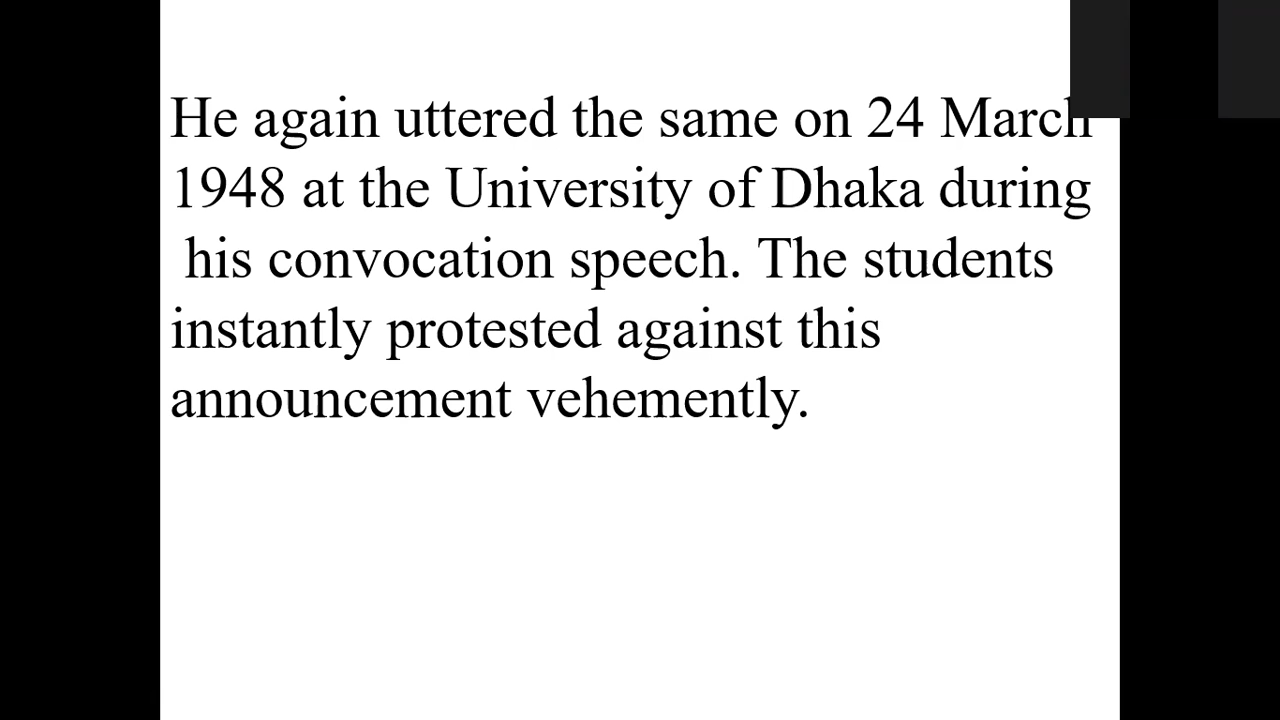 He again uttered the same on 24 March
1948 at the University of Dhaka during
his convocation speech. The students
instantly protested against this
announcement vehemently.